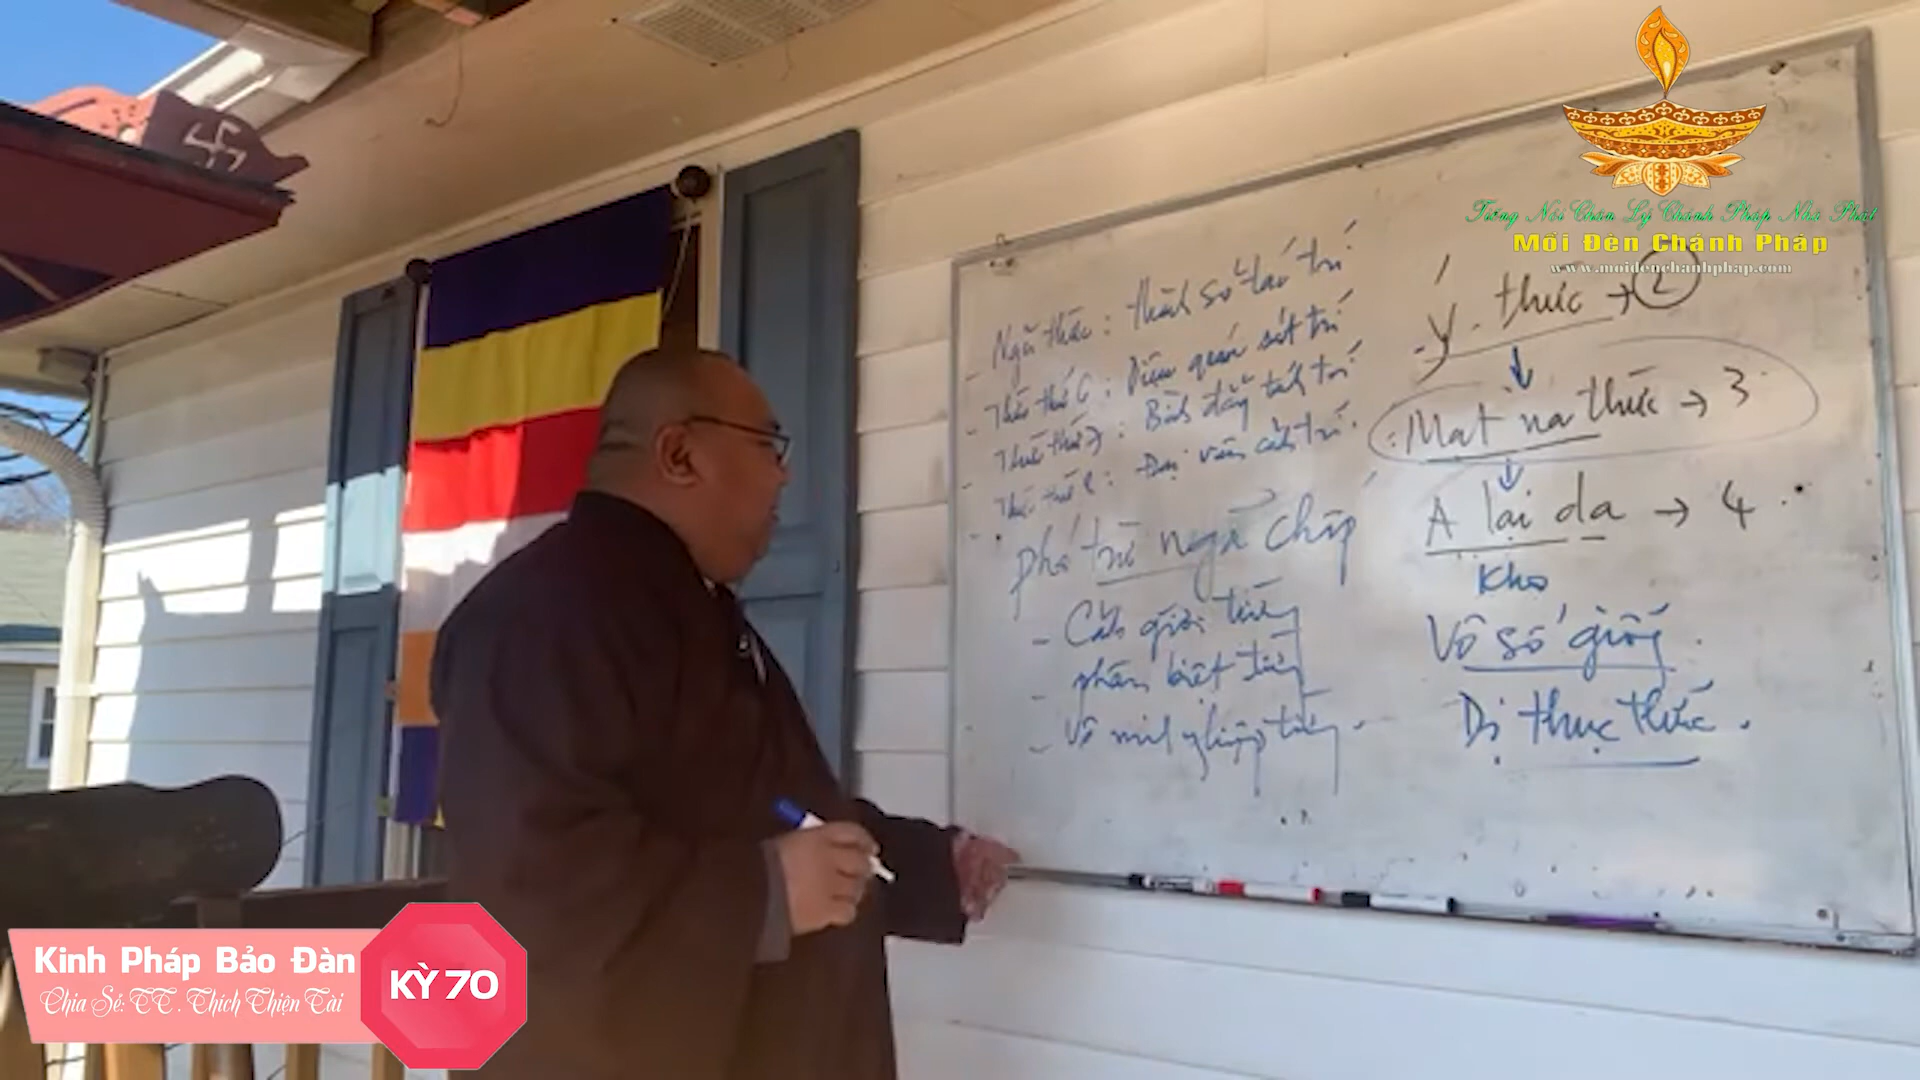 Tiếng Nói Chân Lý Chánh Pháp Nhà Phật
Mồi Đèn Chánh Pháp
www.moidenchanhphap.com
- Ngũ thức: thành sở tác trí
- Thức thứ 6: Diệu quán sát trí
- Thức thứ 7: Bình đẳng tánh trí
- Thức thứ 8: Đại viên cảnh trí.
phá trừ ngã chấp
- Cảnh giới tướng
- phân biệt tướng
- Vô minh nghiệp tướng.
- Ý thức → 2
Mạt na thức → 3
A lại da → 4
Kho
Vô số giống.
Dị thục thức.
Kinh Pháp Bảo Đàn
Chia Sẻ: TT. Thích Thiện Tài
KỲ 70